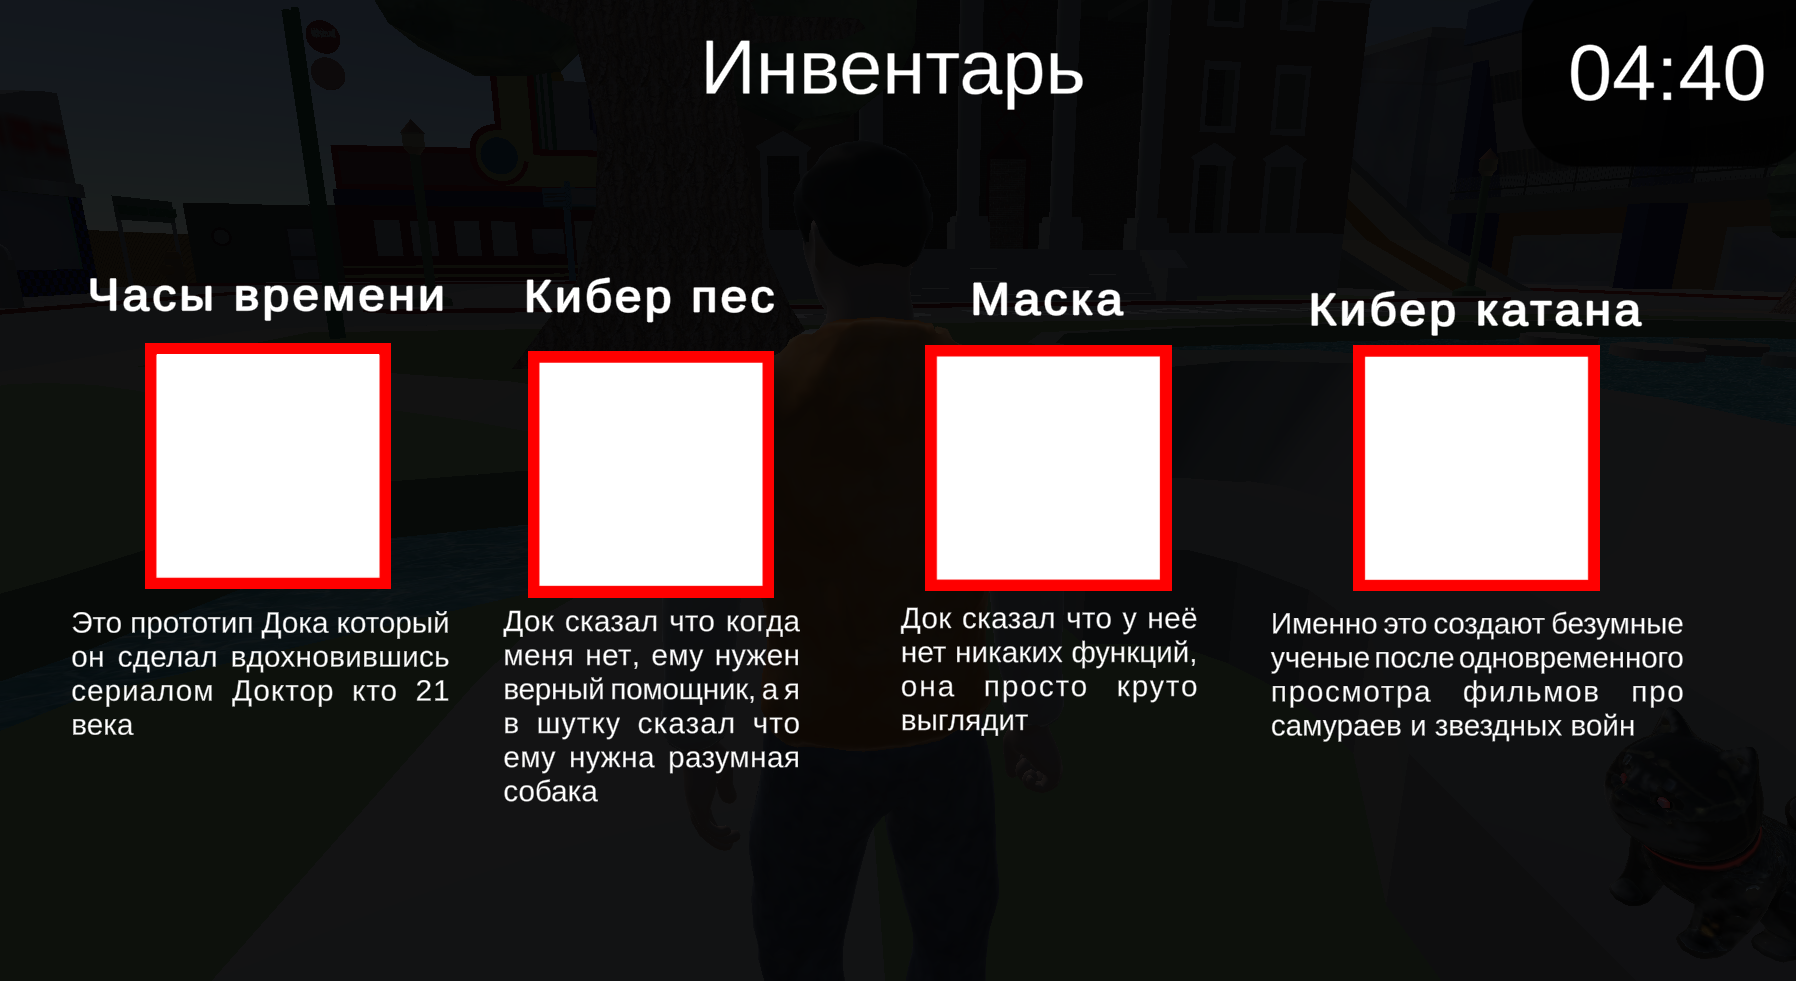 Инвентарь
04:40
Часы времени
Кибер пес
Маска
Кибер катана
Это прототип Дока который
он сделал вдохновившись
сериалом Доктор кто 21
века
Док сказал что когда
меня нет, ему нужен
верный помощник, а я
в шутку сказал что
ему нужна разумная
собака
Док сказал что у неё
нет никаких функций,
она просто круто
выглядит
Именно это создают безумные
ученые после одновременного
просмотра фильмов про
самураев и звездных войн